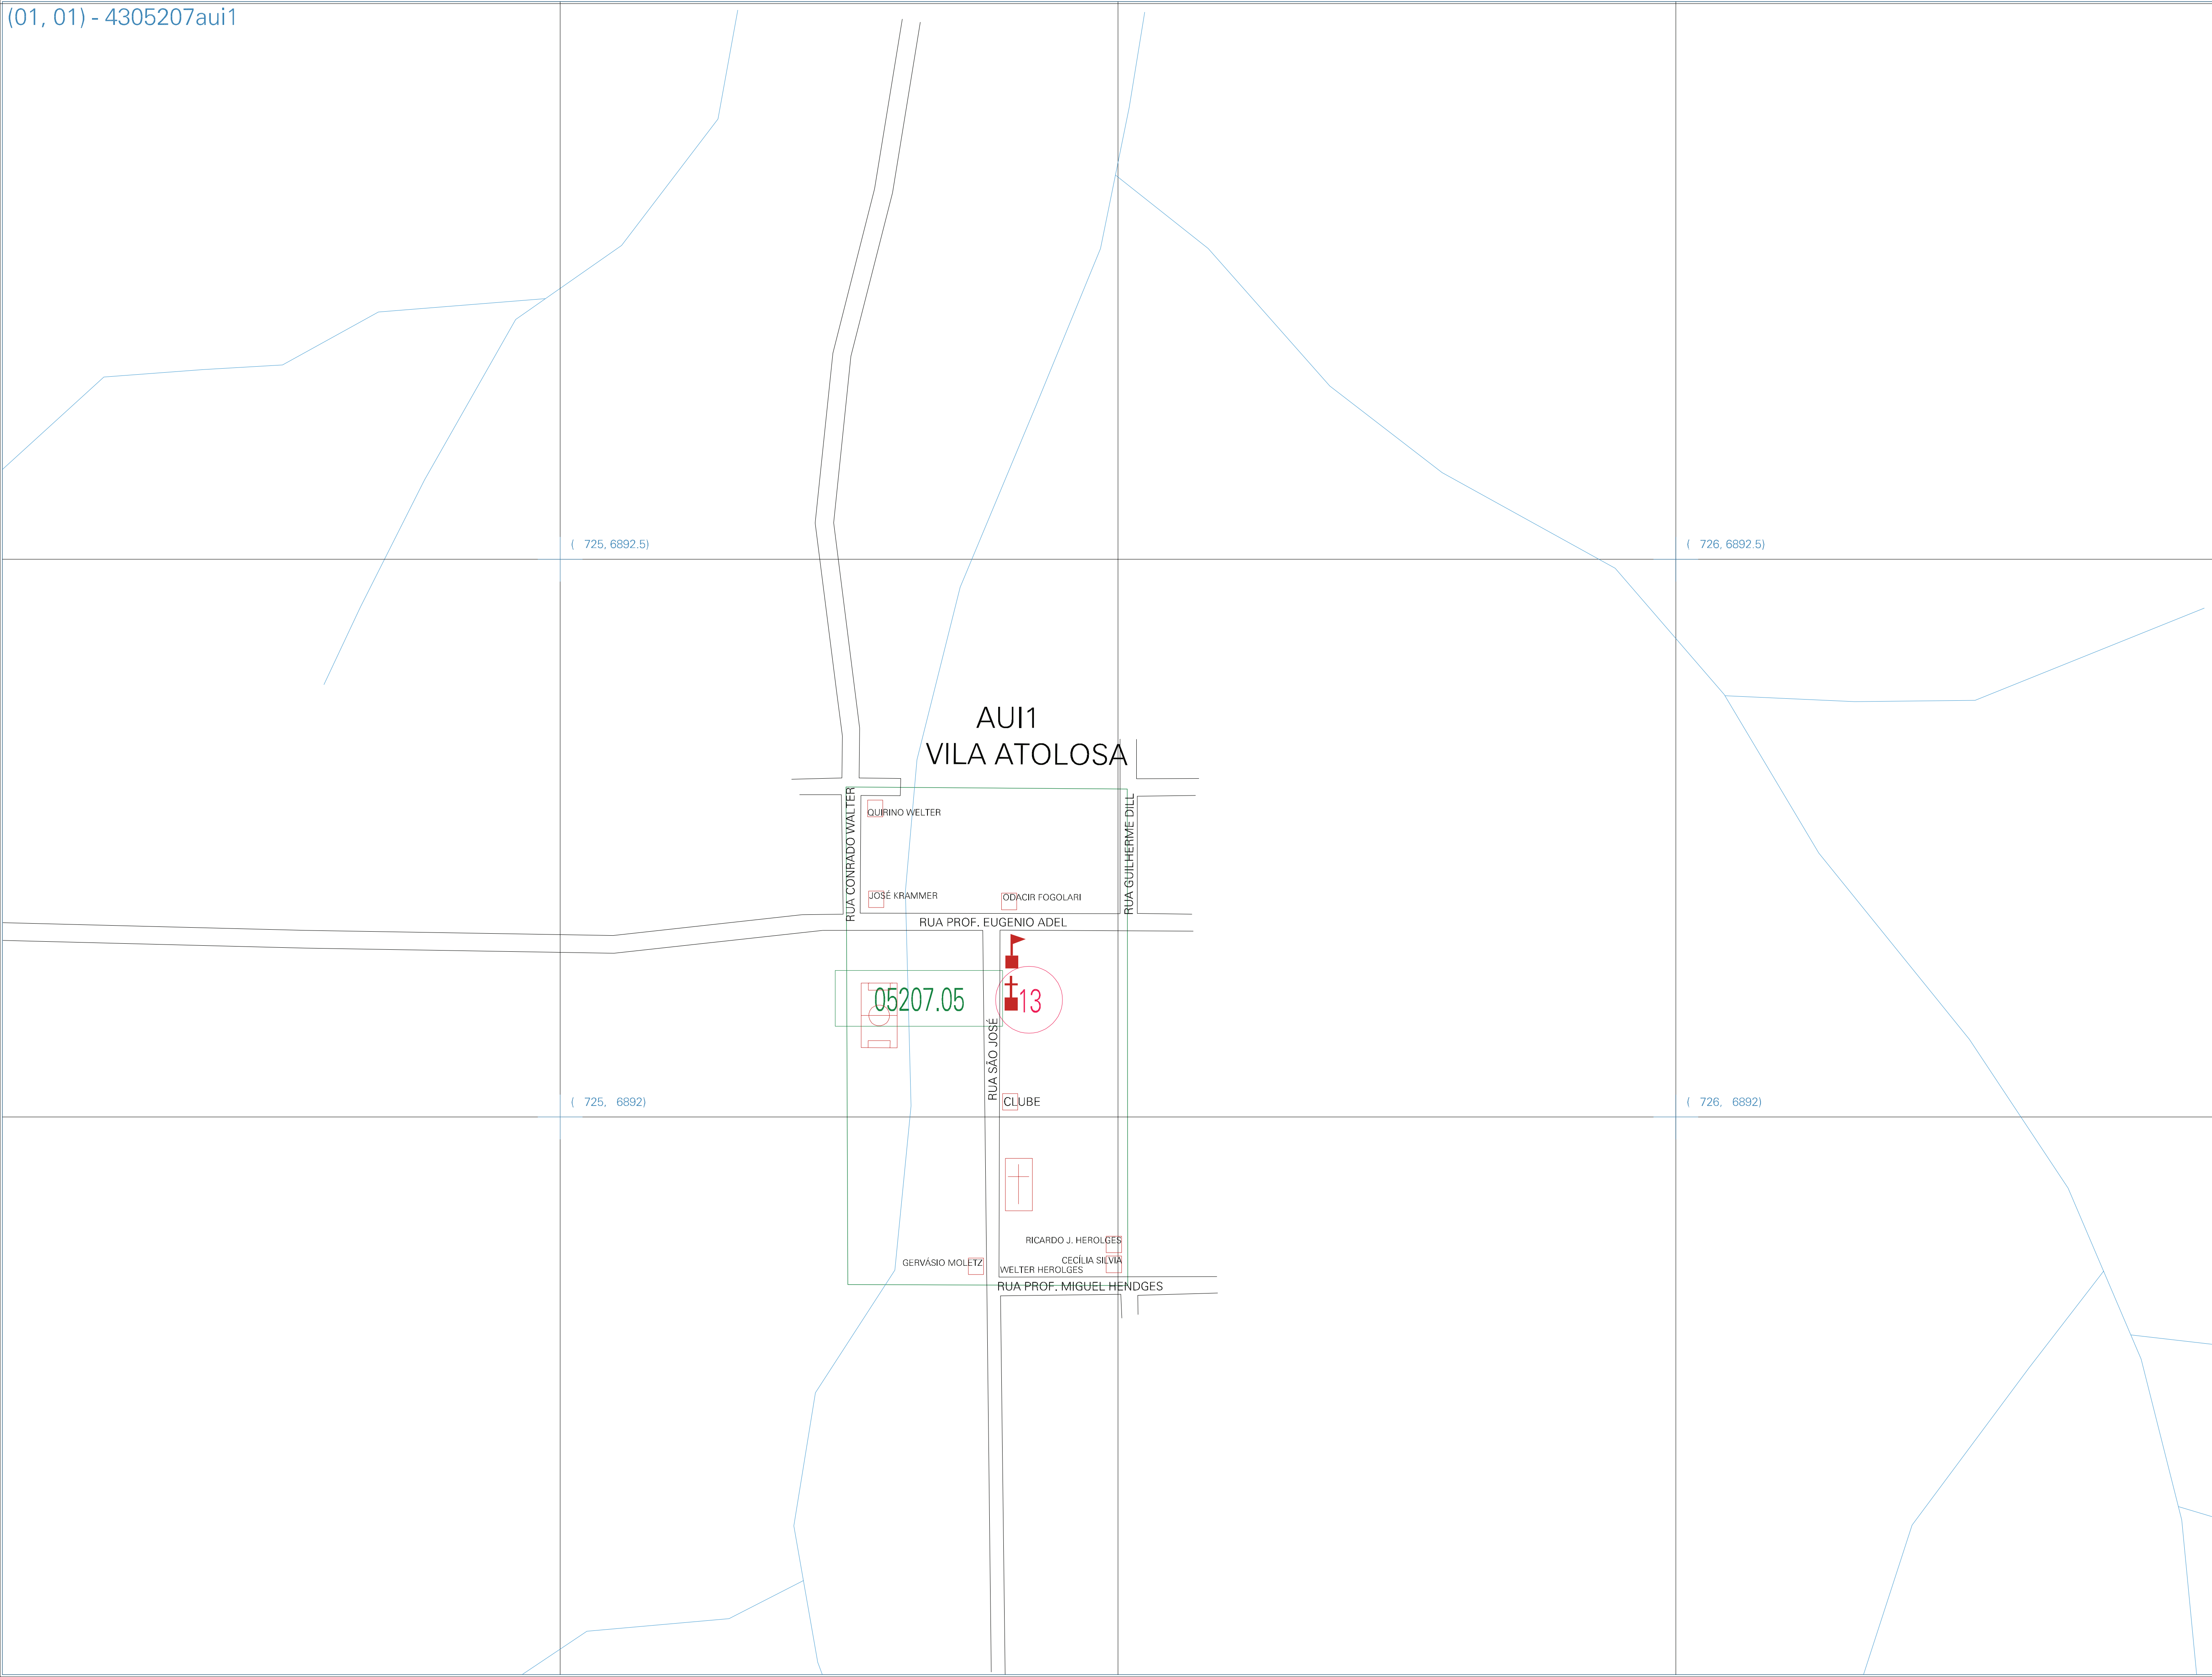 (01, 01) - 4305207aui1
( 725, 6892.5)
( 726, 6892.5)
AUI1
VILA ATOLOSA
RUA CONRADO WALTER
QUIRINO WELTER
RUA GUILHERME DILL
JOSÉ KRAMMER
ODACIR FOGOLARI
RUA PROF. EUGENIO ADEL
05207.05
13
RUA SÃO JOSÉ
( 725, 6892)
CLUBE
( 726, 6892)
RICARDO J. HEROLGES
GERVÁSIO MOLETZ
CECÍLIA SILVIA
WELTER HEROLGES
RUA PROF. MIGUEL HENDGES